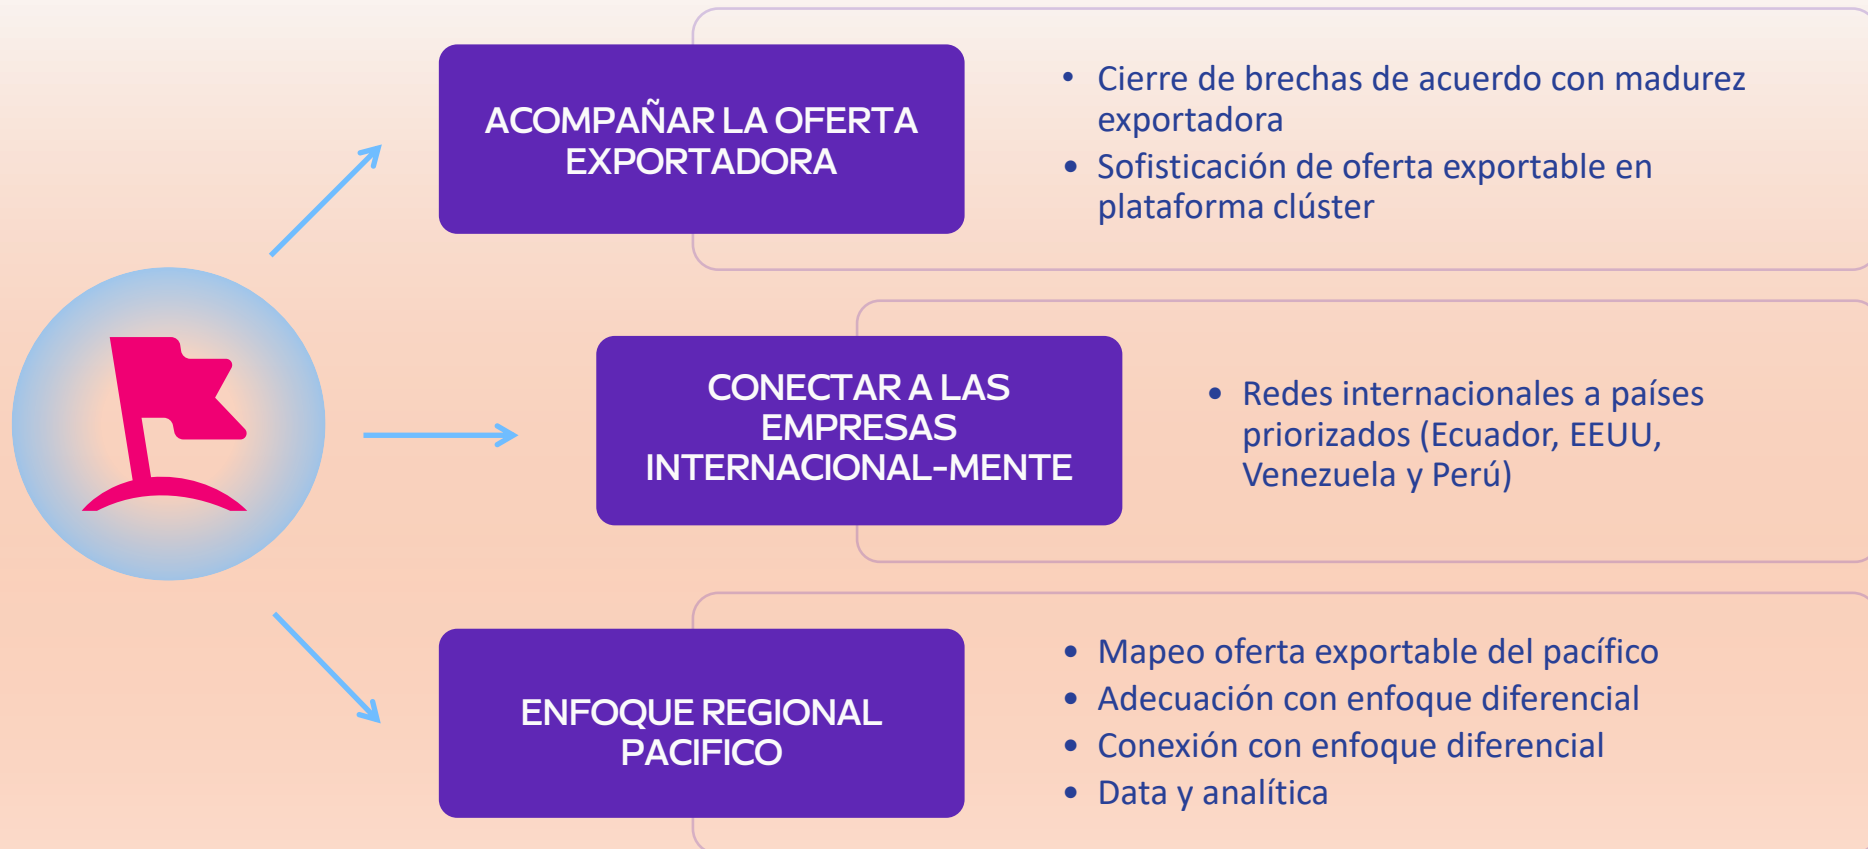 ACOMPAÑAR LA OFERTA
EXPORTADORA
• Cierre de brechas de acuerdo con madurez
exportadora
• Sofisticación de oferta exportable en
plataforma clúster
CONECTAR A LAS
EMPRESAS
INTERNACIONAL-MENTE
• Redes internacionales a países
priorizados (Ecuador, EEUU,
Venezuela y Perú)
ENFOQUE REGIONAL
PACIFICO
• Mapeo oferta exportable del pacífico
• Adecuación con enfoque diferencial
• Conexión con enfoque diferencial
• Data y analítica